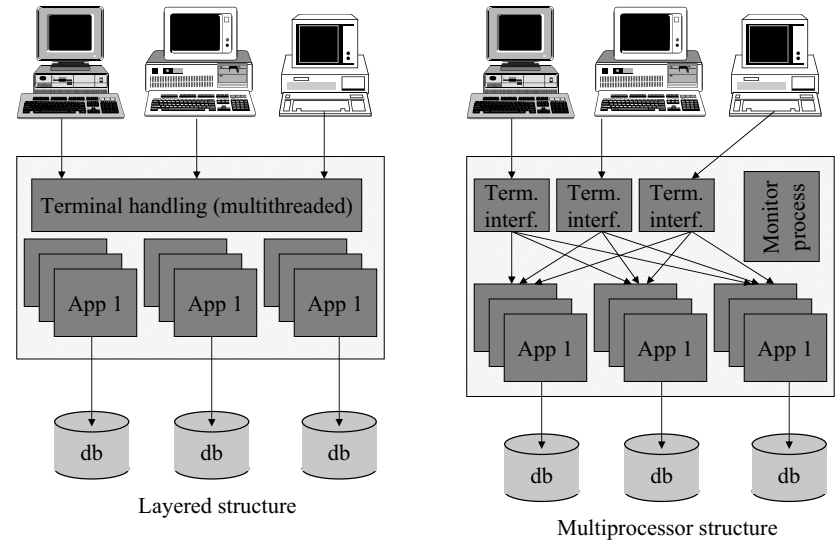 Terminal handling (multithreaded)
App 1
App 1
App 1
db
db
db
Layered structure
Term.
interf.
Term.
interf.
Term.
interf.
Monitor
process
App 1
App 1
App 1
db
db
db
Multiprocessor structure